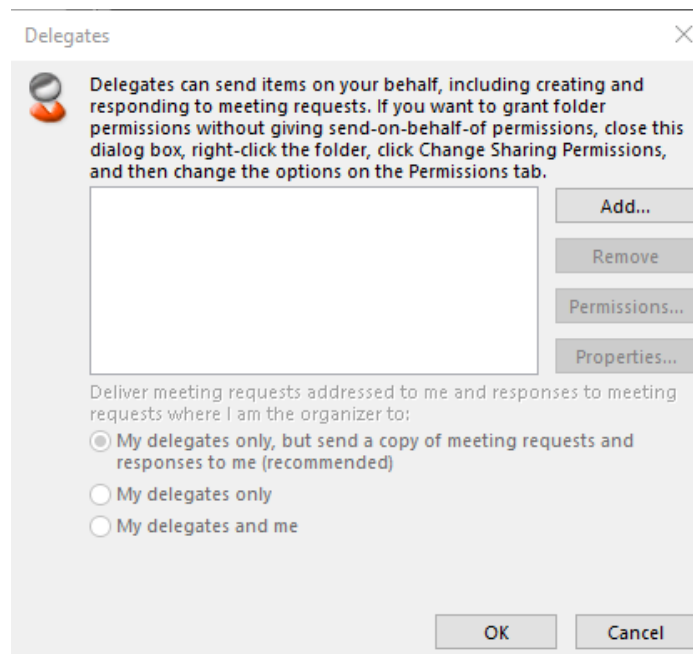 Delegates
Delegates can send items on your behalf, including creating and
responding to meeting requests. If you want to grant folder
permissions without giving send-on-behalf-of permissions, close this
dialog box, right-click the folder, click Change Sharing Permissions,
and then change the options on the Permissions tab.
Add...
Remove
Permissions...
Properties...
Deliver meeting requests addressed to me and responses to meeting
requests where I am the organizer to:
My delegates only, but send a copy of meeting requests and
responses to me (recommended)
My delegates only
My delegates and me
OK
Cancel